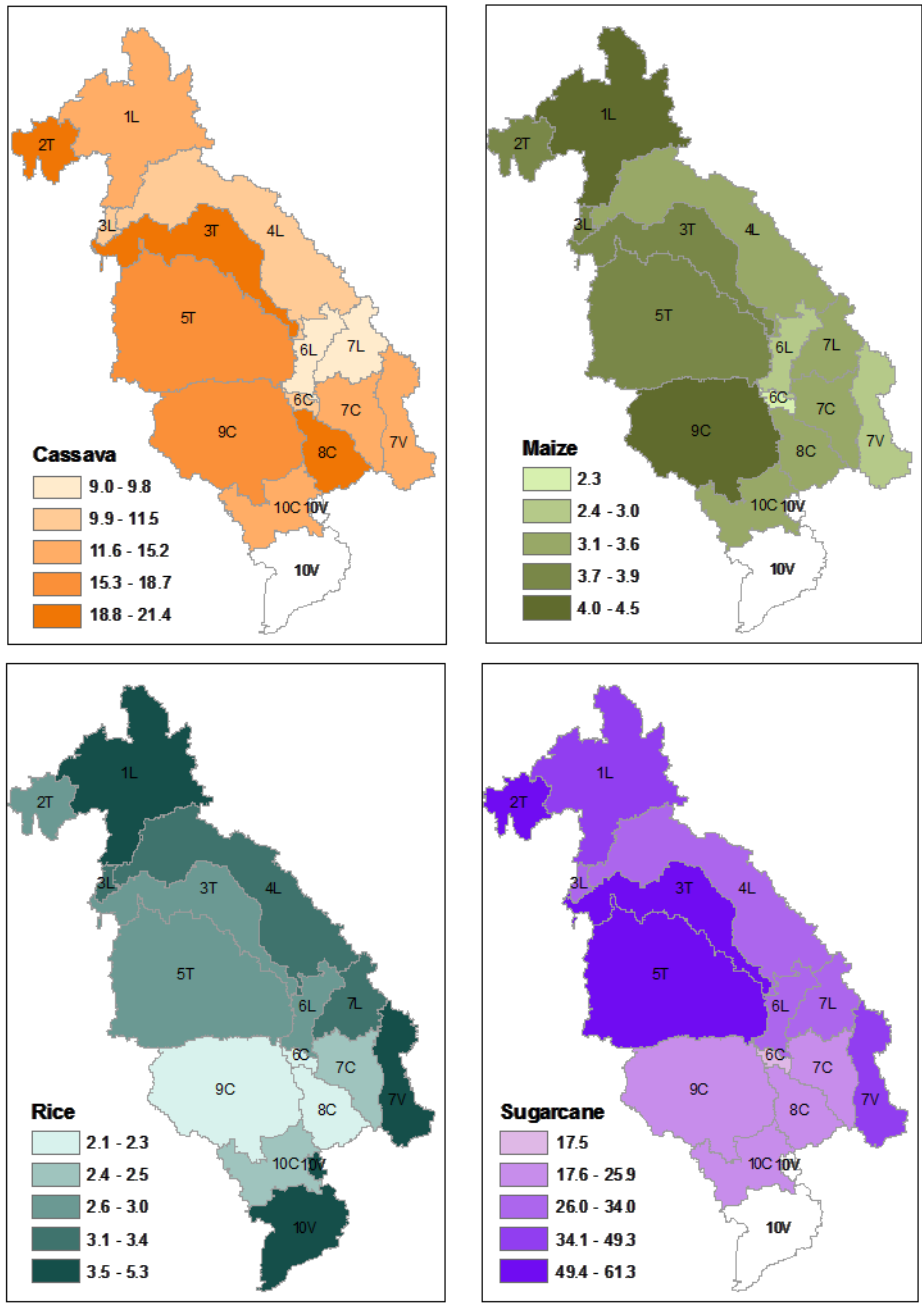 1L
2T
3L
3T
4L
5T
6L
7L
6C
7C
9C
7V
8C
10C
10V
10V
Cassava
9.0 - 9.8
9.9 - 11.5
11.6 - 15.2
15.3 - 18.7
18.8 - 21.4
1L
2T
3L
3T
4L
5T
6L
7L
6C
7C
9C
7V
8C
10C
10V
10V
Maize
2.3
2.4 - 3.0
3.1 - 3.6
3.7 - 3.9
4.0 - 4.5
1L
2T
3L
3T
4L
5T
6L
7L
6C
7C
9C
7V
8C
10C
10V
10V
Rice
2.1 - 2.3
2.4 - 2.5
2.6 - 3.0
3.1 - 3.4
3.5 - 5.3
1L
2T
3L
3T
4L
5T
6L
7L
6C
7C
9C
7V
8C
10C
10V
10V
Sugarcane
17.5
17.6 - 25.9
26.0 - 34.0
34.1 - 49.3
49.4 - 61.3